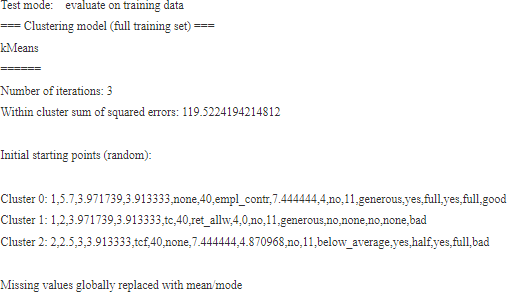 Test mode:    evaluate on training data
=== Clustering model (full training set) ===
kMeans
======
Number of iterations: 3
Within cluster sum of squared errors: 119.5224194214812
Initial starting points (random):
Cluster 0: 1,5.7,3.971739,3.913333,none,40,empl_contr,7.444444,4,no,11,generous,yes,full,yes,full,good
Cluster 1: 1,2,3.971739,3.913333,tc,40,ret_allw,4,0,no,11,generous,no,none,no,none,bad
Cluster 2: 2,2.5,3,3.913333,tcf,40,none,7.444444,4.870968,no,11,below_average,yes,half,yes,full,bad
Missing values globally replaced with mean/mode